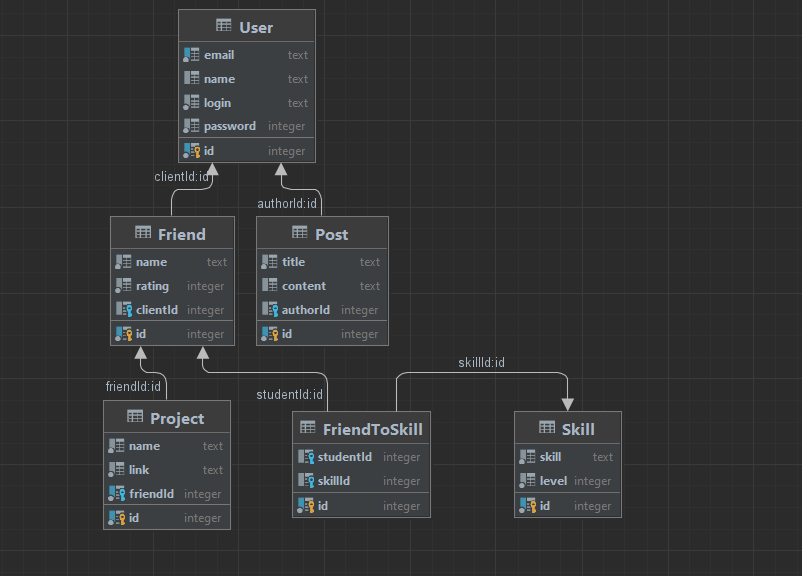 User
email text
name text
login text
password integer
id integer
clientId:id
authorId:id
Friend
name text
rating integer
clientId integer
id integer
Post
title text
content text
authorId integer
id integer
friendId:id
studentId:id
skillId:id
Project
name text
link text
friendId integer
id integer
FriendToSkill
studentId integer
skillId integer
id integer
Skill
skill text
level integer
id integer